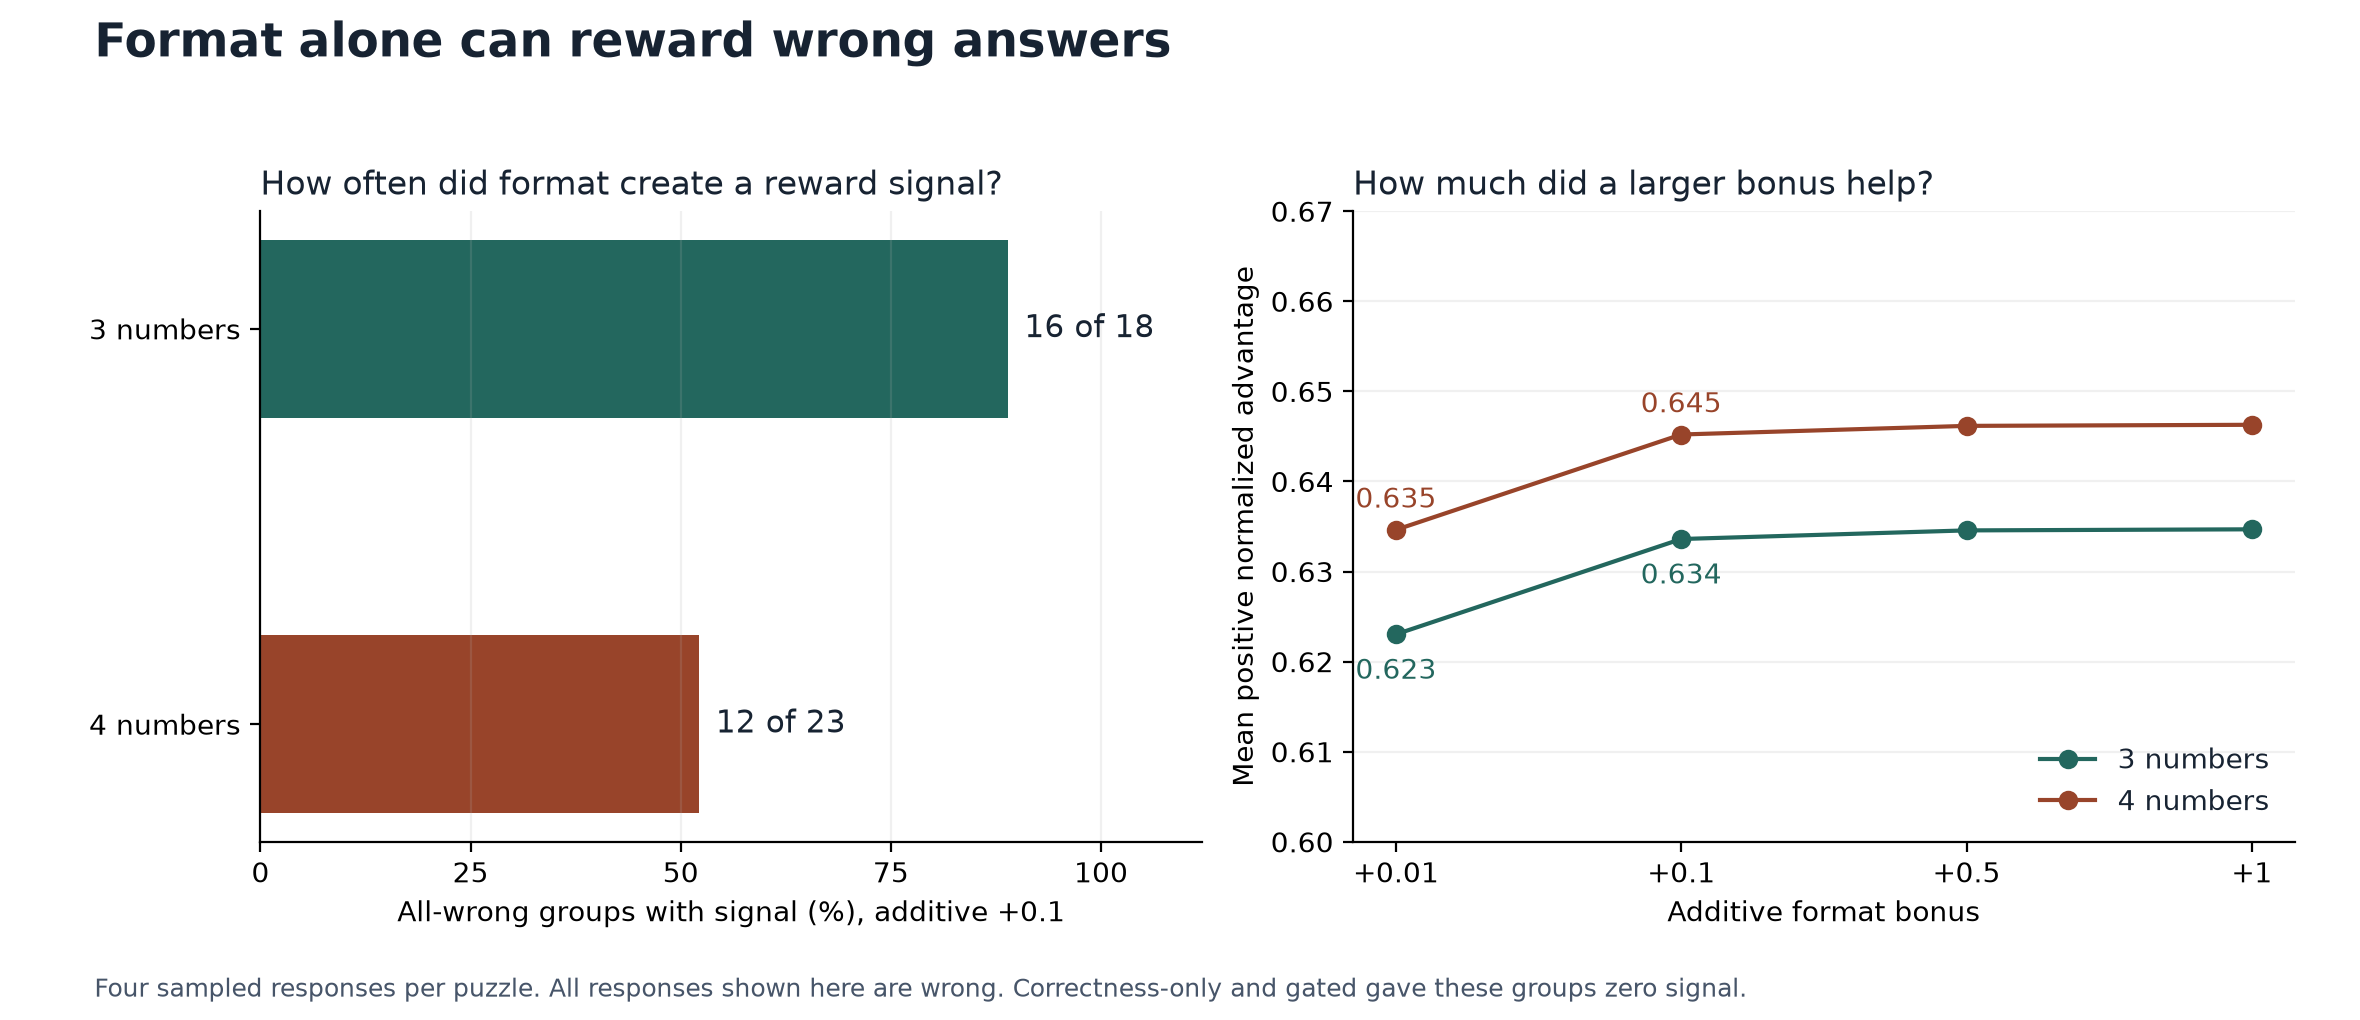 Format alone can reward wrong answers
How often did format create a reward signal?
3 numbers
16 of 18
4 numbers
12 of 23
0 25 50 75 100
All-wrong groups with signal (%), additive +0.1
How much did a larger bonus help?
Mean positive normalized advantage
0.67
0.66
0.65
0.64
0.63
0.62
0.61
0.60
0.645
0.635
0.634
0.623
3 numbers
4 numbers
+0.01 +0.1 +0.5 +1
Additive format bonus
Four sampled responses per puzzle. All responses shown here are wrong. Correctness-only and gated gave these groups zero signal.